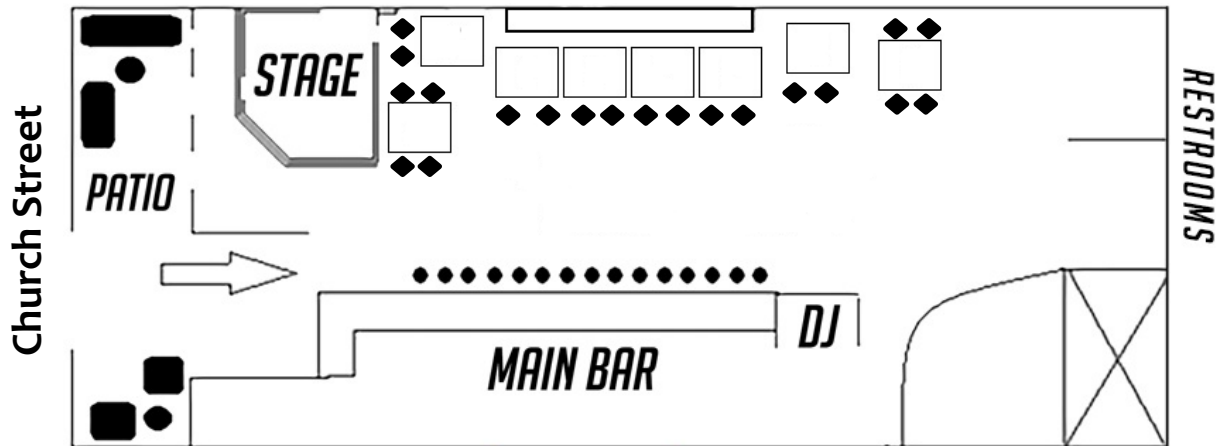 Church Street
PATIO
STAGE
MAIN BAR
DJ
RESTROOMS